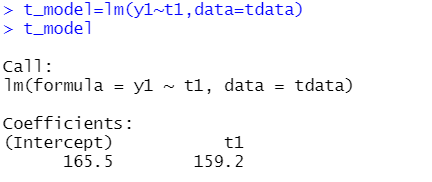 > t_model=lm(y1~t1,data=tdata)
> t_model
Call:
lm(formula = y1 ~ t1, data = tdata)
Coefficients:
(Intercept)           t1
      165.5        159.2